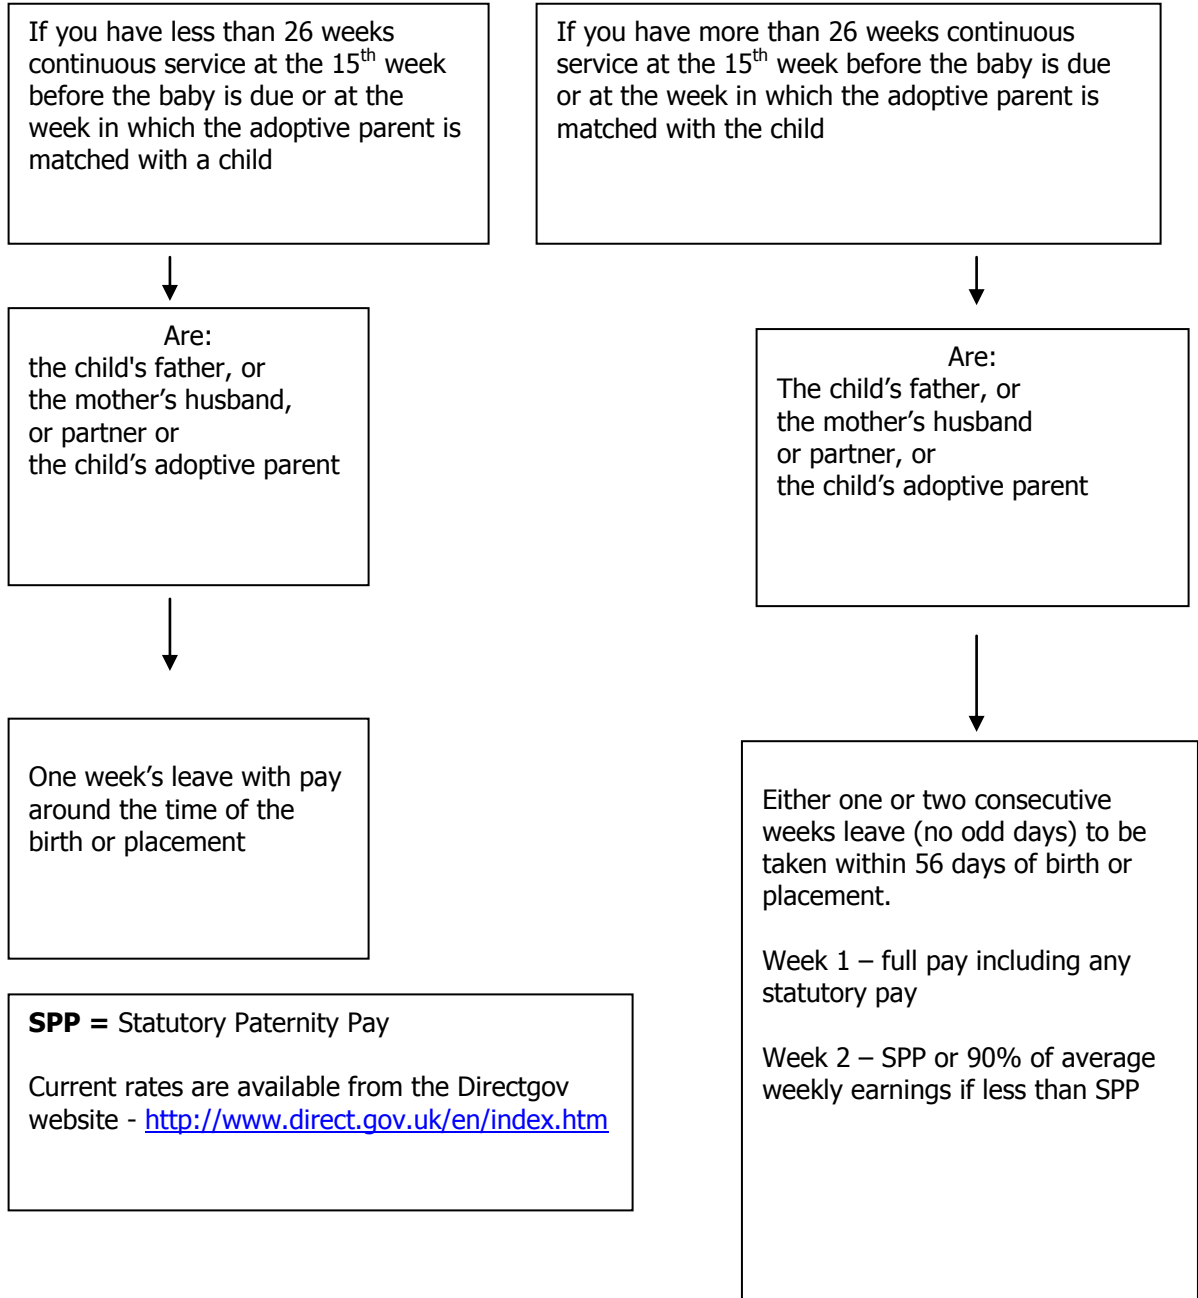 If you have less than 26 weeks
continuous service at the 15th week
before the baby is due or at the
week in which the adoptive parent is
matched with a child
If you have more than 26 weeks continuous
service at the 15th week before the baby is due
or at the week in which the adoptive parent is
matched with the child
Are:
the child's father, or
the mother’s husband,
or partner or
the child’s adoptive parent
Are:
The child’s father, or
the mother’s husband
or partner, or
the child’s adoptive parent
One week’s leave with pay
around the time of the
birth or placement
Either one or two consecutive
weeks leave (no odd days) to be
taken within 56 days of birth or
placement.
Week 1 – full pay including any
statutory pay
Week 2 – SPP or 90% of average
weekly earnings if less than SPP
SPP = Statutory Paternity Pay
Current rates are available from the Directgov
website - http://www.direct.gov.uk/en/index.htm